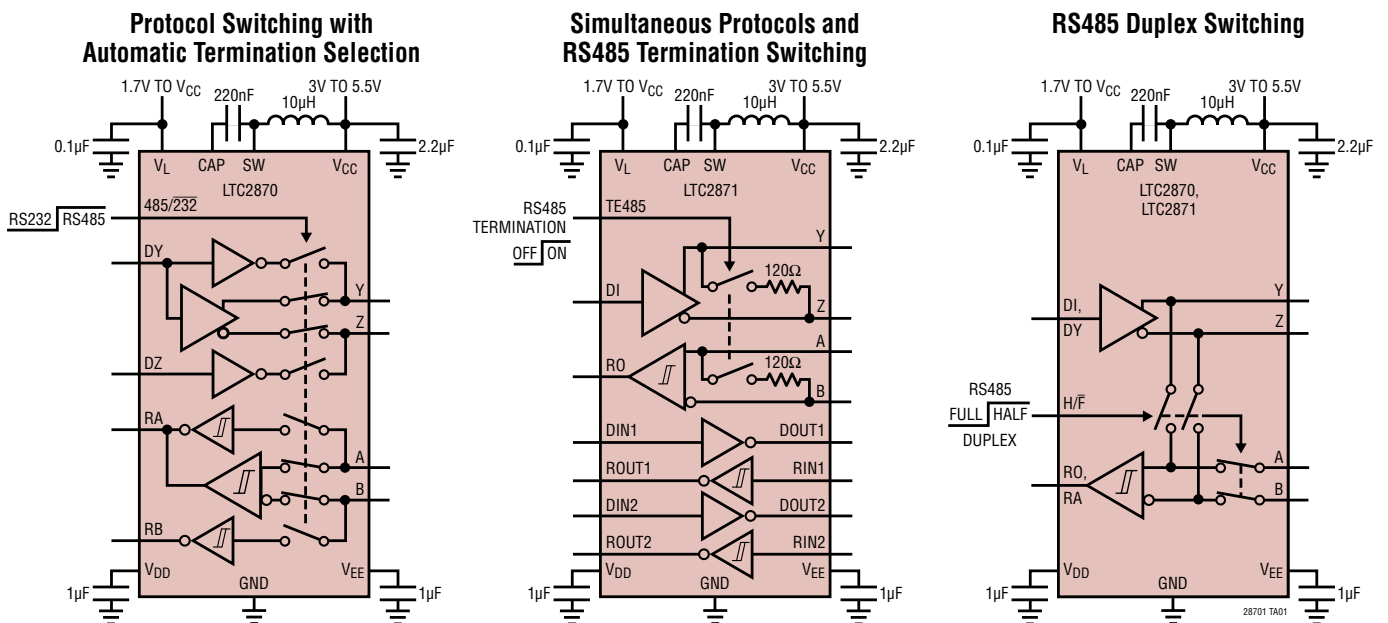 Protocol Switching with
Automatic Termination Selection
1.7V TO VCC
220nF
10µH
3V TO 5.5V
0.1µF
2.2µF
VL
CAP
SW
VCC
LTC2870
RS232
RS485
485/232
DY
Y
Z
DZ
RA
A
B
RB
VDD
GND
VEE
1µF
1µF
Simultaneous Protocols and
RS485 Termination Switching
1.7V TO VCC
220nF
10µH
3V TO 5.5V
0.1µF
2.2µF
VL
CAP
SW
VCC
LTC2871
RS485
TERMINATION
OFF
ON
TE485
Y
120Ω
DI
Z
A
RO
120Ω
B
DIN1
DOUT1
ROUT1
RIN1
DIN2
DOUT2
ROUT2
RIN2
VDD
GND
VEE
1µF
1µF
RS485 Duplex Switching
1.7V TO VCC
220nF
10µH
3V TO 5.5V
0.1µF
2.2µF
VL
CAP
SW
VCC
LTC2870,
LTC2871
Y
DI,
DY
Z
RS485
FULL
HALF
DUPLEX
H/F
A
RO,
RA
B
VDD
GND
VEE
1µF
1µF
28701 TA01